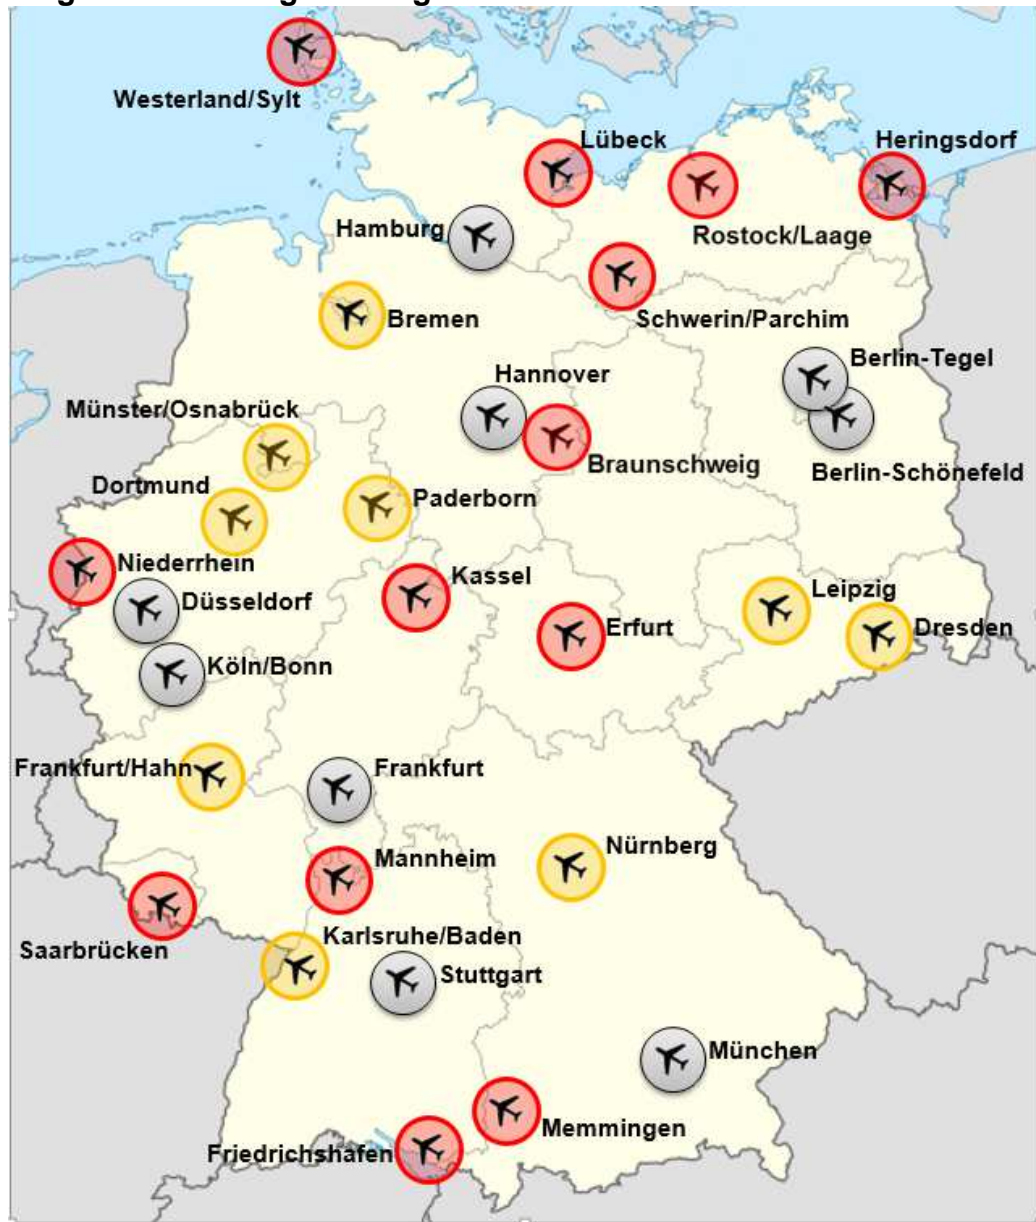 Westerland/Sylt
Lübeck
Heringsdorf
Hamburg
Rostock/Laage
Bremen
Schwerin/Parchim
Berlin-Tegel
Hannover
Münster/Osnabrück
Braunschweig
Berlin-Schönefeld
Dortmund
Paderborn
Niederrhein
Kassel
Düsseldorf
Leipzig
Erfurt
Dresden
Köln/Bonn
Frankfurt/Hahn
Frankfurt
Nürnberg
Mannheim
Saarbrücken
Karlsruhe/Baden
Stuttgart
München
Memmingen
Friedrichshafen